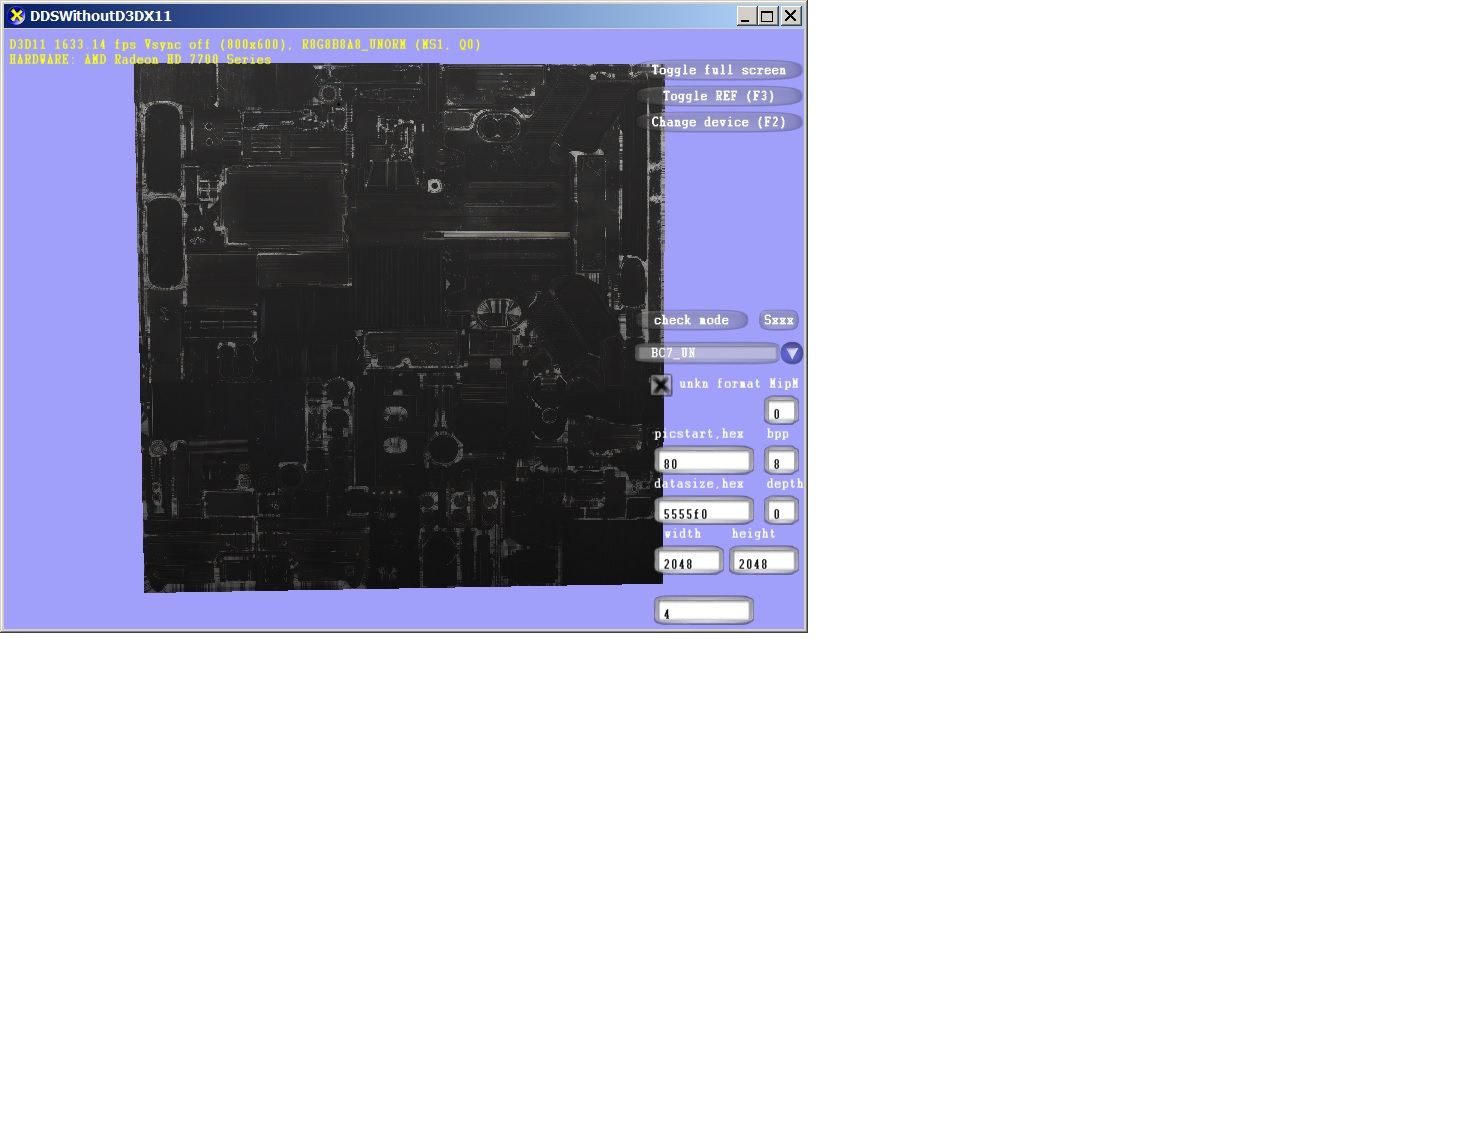 DDSWithoutD3DX11
D3D11 1633.14 fps Vsync off (800x600), R8G8B8A8_UNORM (MS1, Q0)
HARDWARE: AMD Radeon HD 7700 Series
Toggle full screen
Toggle REF (F3)
Change device (F2)
check mode Sxxx
BC7_UN
unkn format MipM
0
picstart,hex bpp
80 8
datasize,hex depth
5555f0 0
width height
2048 2048
4